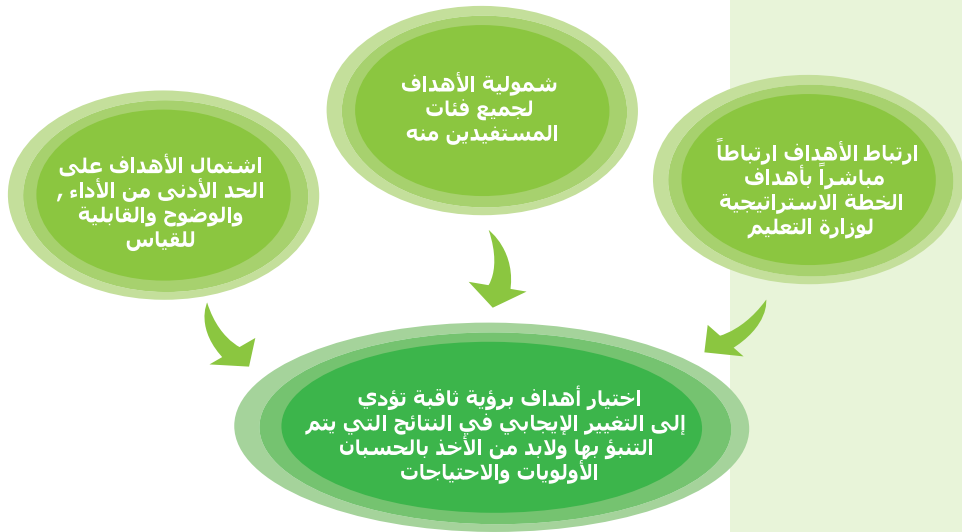 ارتباط الأهداف ارتباطاً
مباشراً بأهداف
الخطة الاستراتيجية
لوزارة التعليم
شمولية الأهداف
لجميع فئات
المستفيدين منه
اشتمال الأهداف على
الحد الأدنى من الأداء ,
والوضوح والقابلية
للقياس
اختيار أهداف برؤية ثاقبة تؤدي
إلى التغيير الإيجابي في النتائج التي يتم
التنبؤ بها ولابد من الأخذ بالحسبان
الأولويات والاحتياجات